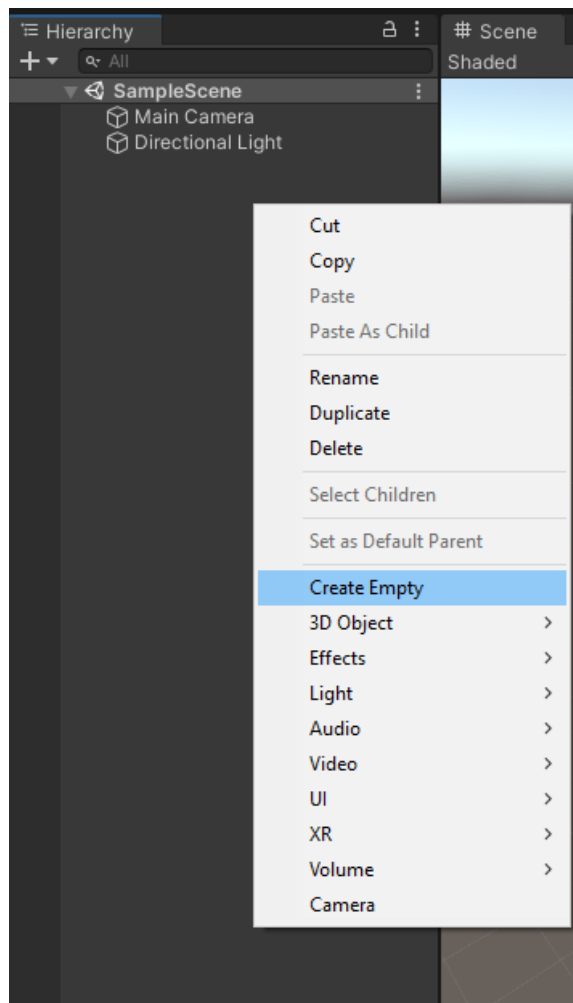 Hierarchy
# Scene
All
Shaded
SampleScene
Main Camera
Directional Light
Cut
Copy
Paste
Paste As Child
Rename
Duplicate
Delete
Select Children
Set as Default Parent
Create Empty
3D Object
Effects
Light
Audio
Video
UI
XR
Volume
Camera